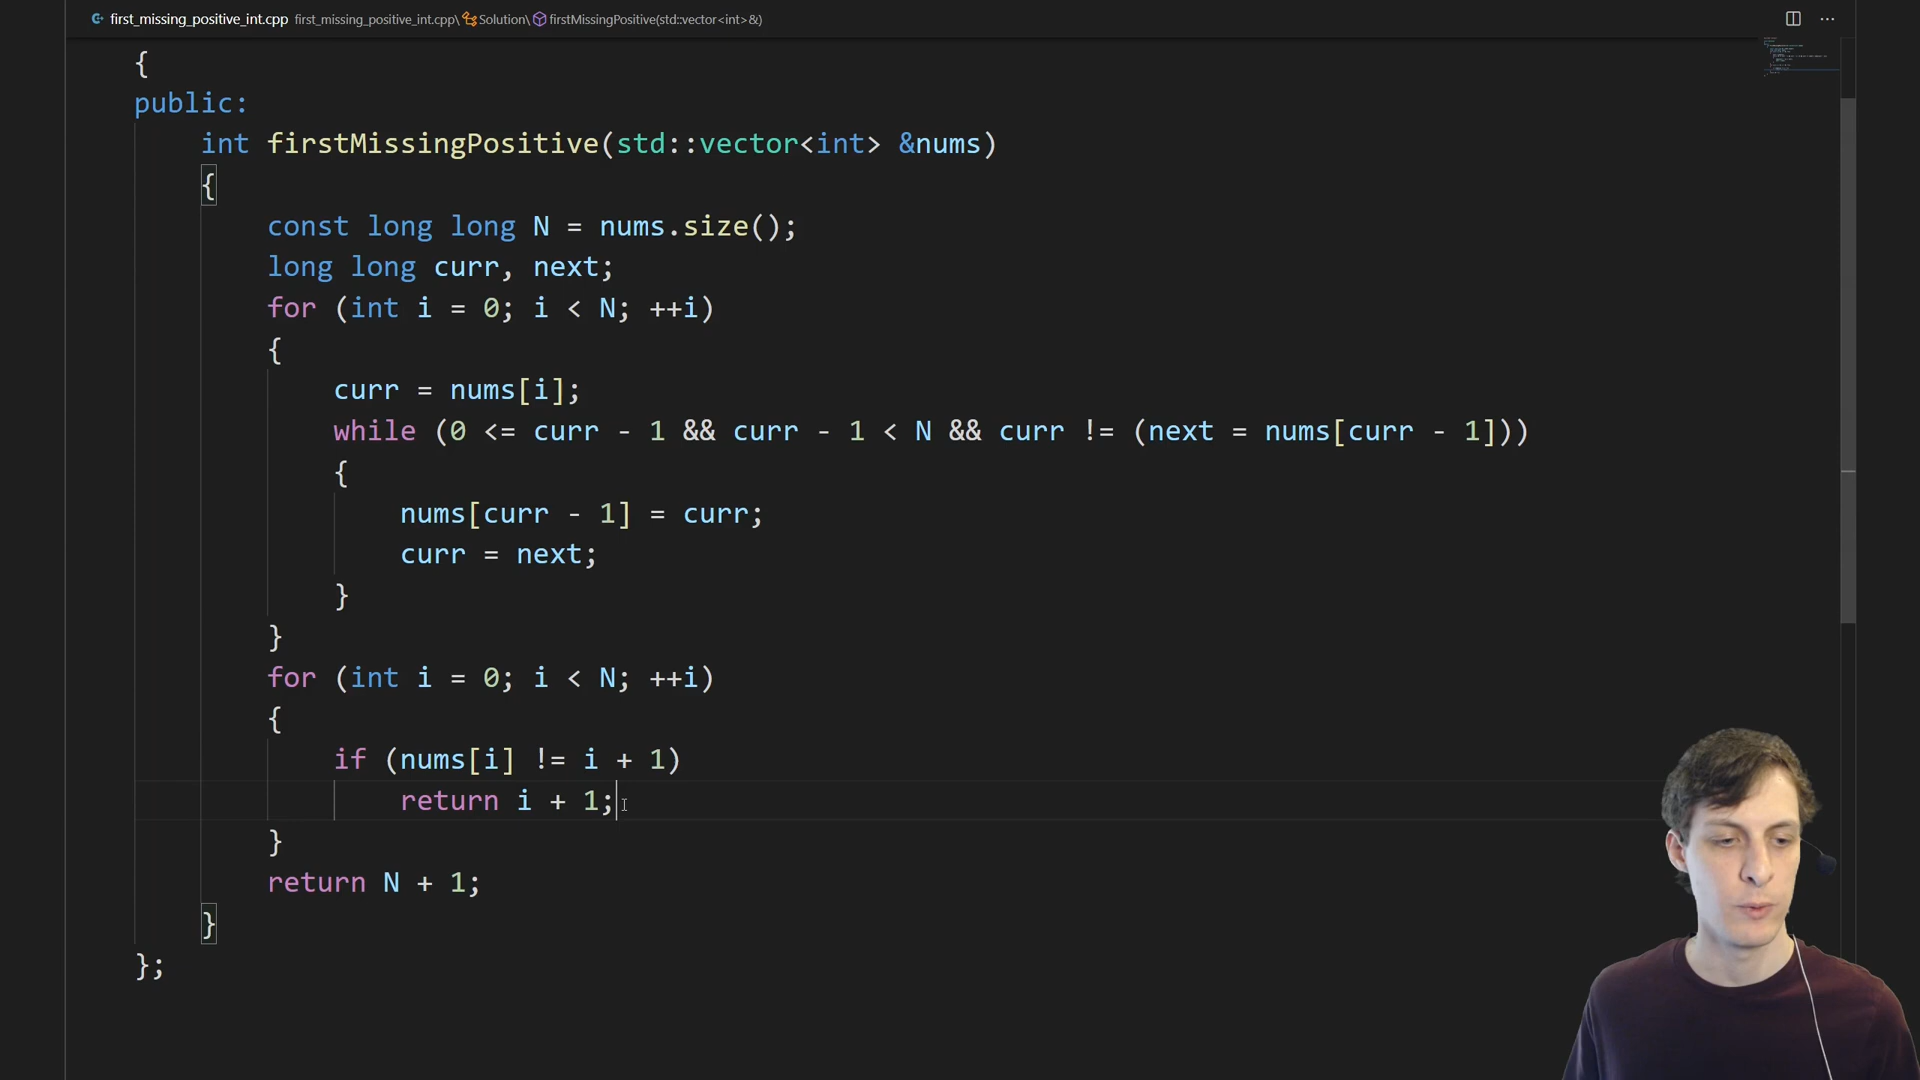 first_missing_positive_int.cpp first_missing_positive_int.cpp\Solution\firstMissingPositive(std::vector<int>&)
{
public:
int firstMissingPositive(std::vector<int> &nums)
{
const long long N = nums.size();
long long curr, next;
for (int i = 0; i < N; ++i)
{
curr = nums[i];
while (0 <= curr - 1 && curr - 1 < N && curr != (next = nums[curr - 1]))
{
nums[curr - 1] = curr;
curr = next;
}
}
for (int i = 0; i < N; ++i)
{
if (nums[i] != i + 1)
return i + 1;
}
return N + 1;
}
};